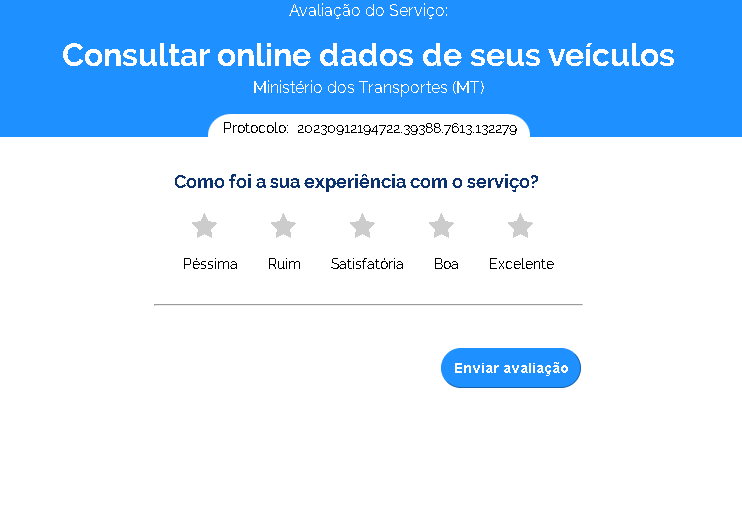 Avaliação do Serviço:
Consultar online dados de seus veículos
Ministério dos Transportes (MT)
Protocolo: 20230912194722.39388.7613.132279
Como foi a sua experiência com o serviço?
Péssima Ruim Satisfatória Boa Excelente
Enviar avaliação